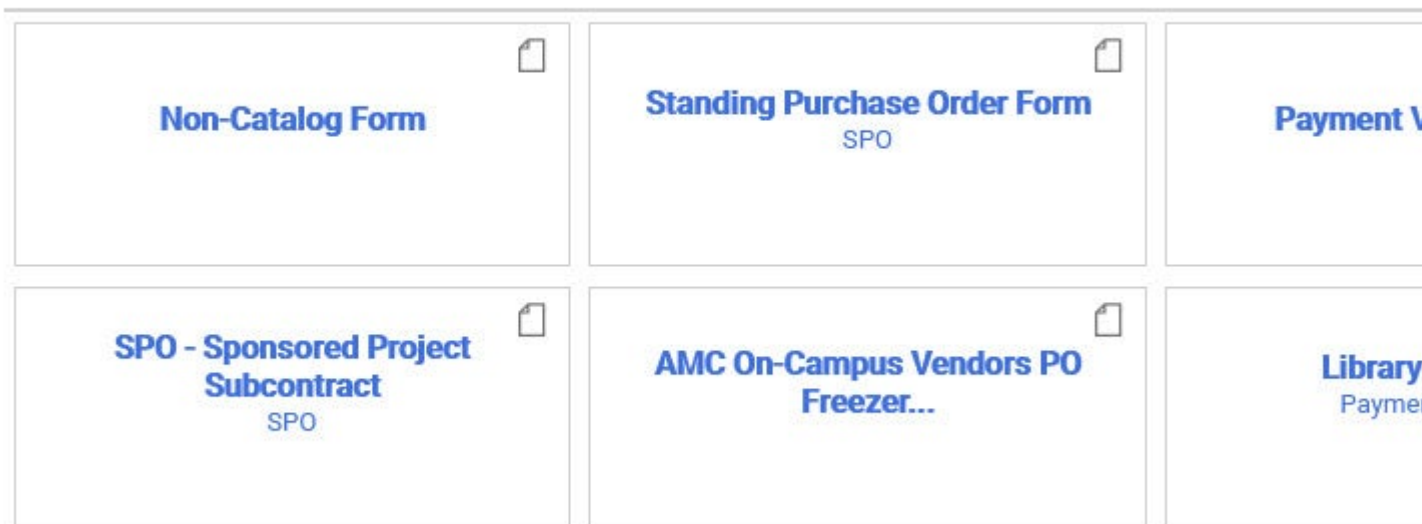 Non-Catalog Form
Standing Purchase Order Form
SPO
Payment
SPO - Sponsored Project
Subcontract
SPO
AMC On-Campus Vendors PO
Freezer...
Library